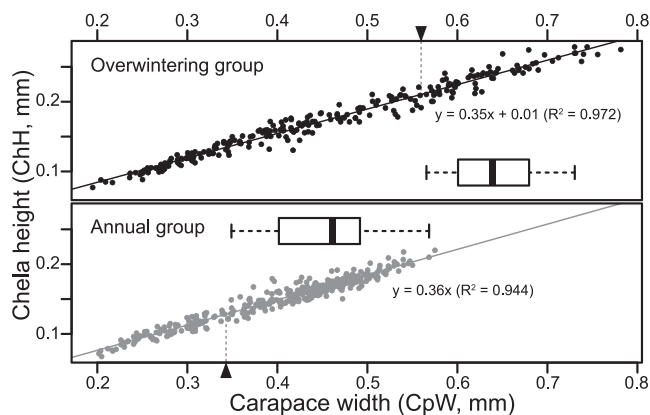 0.2 0.3 0.4 0.5 0.6 0.7 0.8
Overwintering group
0.2
y = 0.35x + 0.01 (R² = 0.972)
0.1
Chela height (ChH, mm)
Annual group
0.2
y = 0.36x (R² = 0.944)
0.1
0.2 0.3 0.4 0.5 0.6 0.7 0.8
Carapace width (CpW, mm)